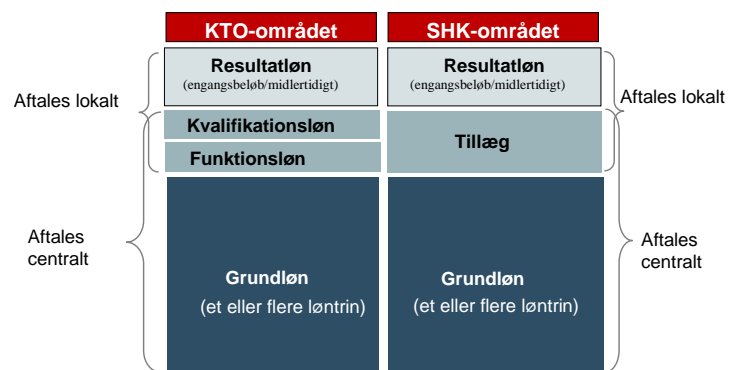 KTO-området
SHK-området
Resultatløn
(engangsbeløb/midlertidigt)
Resultatløn
(engangsbeløb/midlertidigt)
Aftales lokalt
Aftales lokalt
Kvalifikationsløn
Funktionsløn
Tillæg
Aftales
centralt
Aftales
centralt
Grundløn
(et eller flere løntrin)
Grundløn
(et eller flere løntrin)